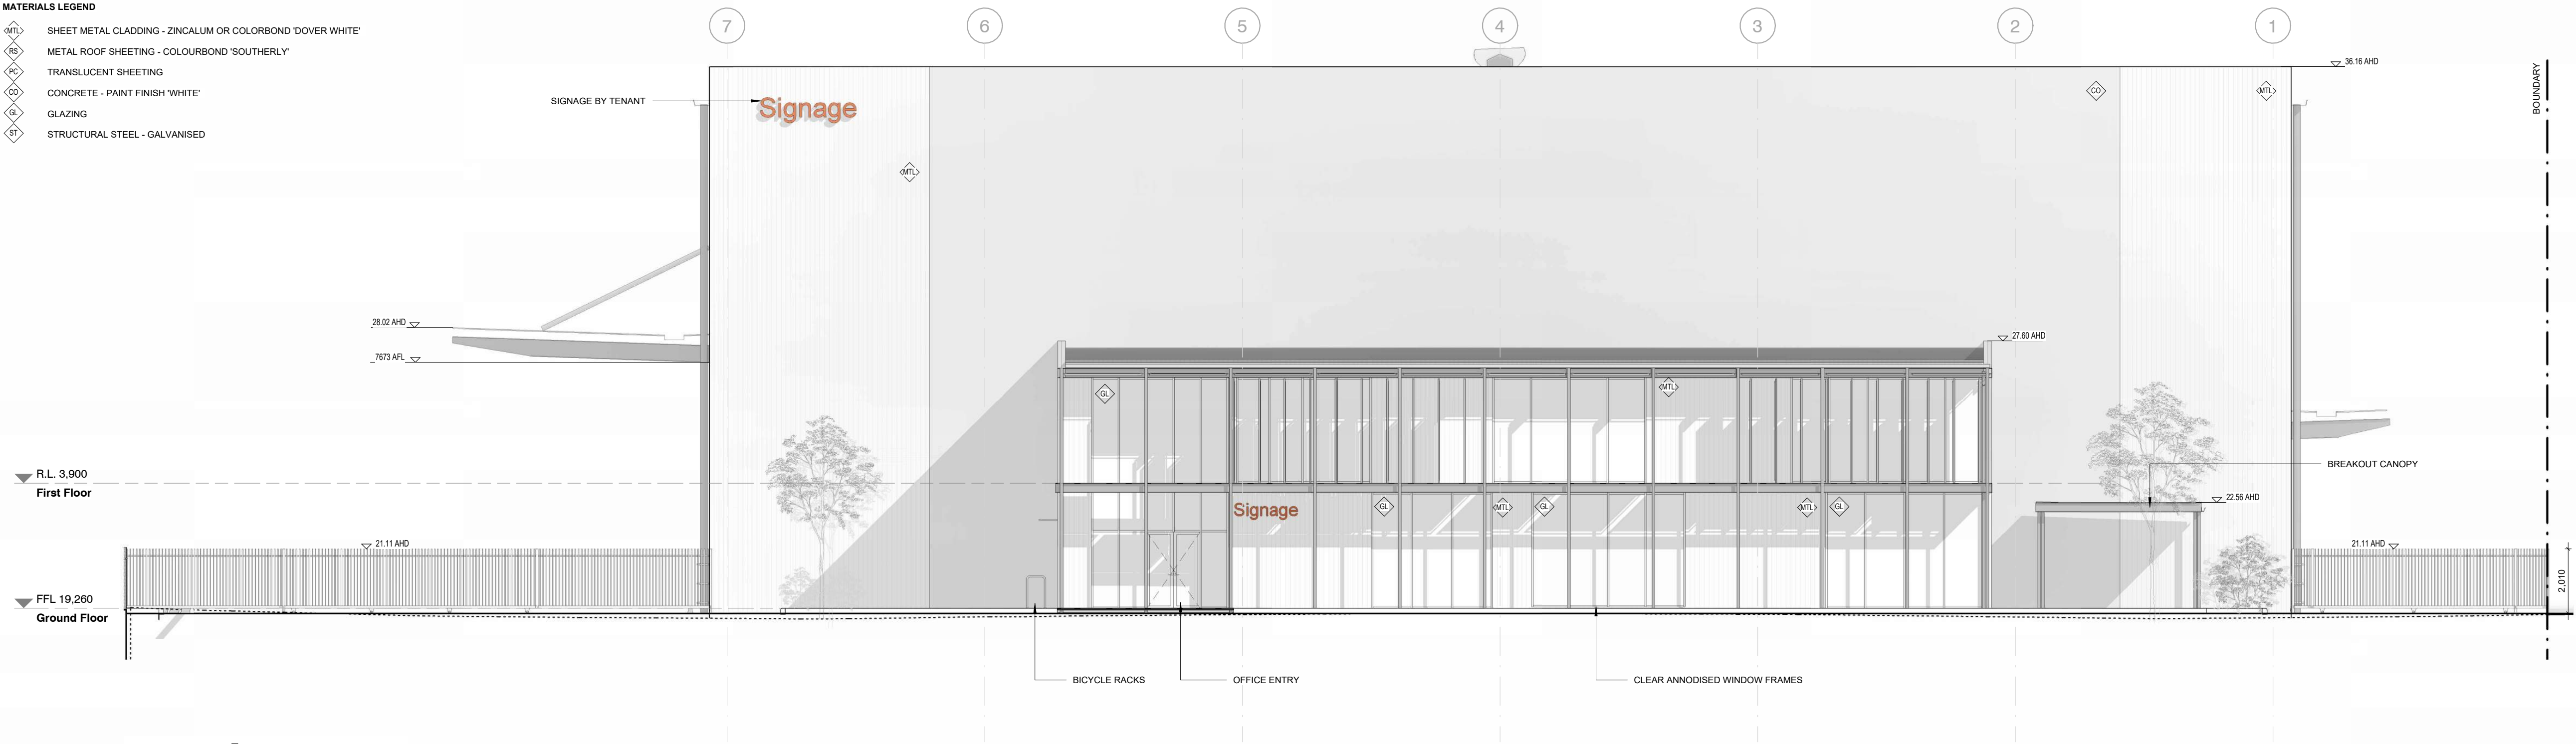 MATERIALS LEGEND
MTL SHEET METAL CLADDING - ZINCALUM OR COLORBOND 'DOVER WHITE'
RS METAL ROOF SHEETING - COLOURBOND 'SOUTHERLY'
PC TRANSLUCENT SHEETING
CO CONCRETE - PAINT FINISH 'WHITE'
GL GLAZING
ST STRUCTURAL STEEL - GALVANISED
7 6 5 4 3 2 1
36.16 AHD
BOUNDARY
SIGNAGE BY TENANT
Signage
CO
MTL
MTL
28.02 AHD
7673 AFL
27.60 AHD
GL
MTL
R.L. 3,900
First Floor
BREAKOUT CANOPY
22.56 AHD
Signage
GL
MTL
GL
MTL
GL
21.11 AHD
21.11 AHD
2,010
FFL 19,260
Ground Floor
BICYCLE RACKS
OFFICE ENTRY
CLEAR ANNODISED WINDOW FRAMES